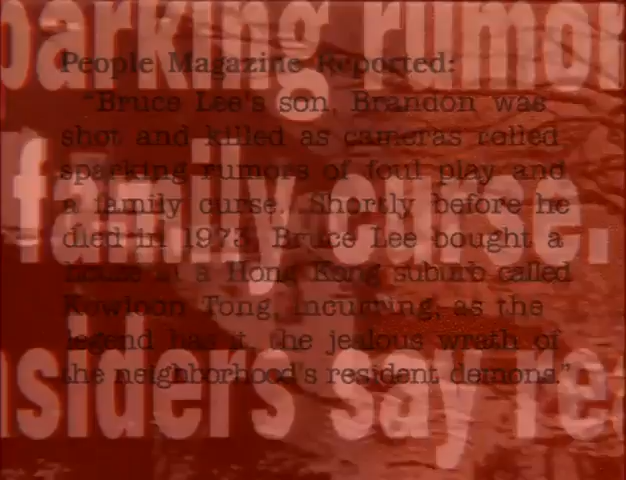 parking rumor
People Magazine Reported:
"Bruce Lee's son, Brandon was
shot and killed as cameras rolled
sparking rumors of foul play and
a family curse. Shortly before he
family curse.
died in 1973, Bruce Lee bought a
house in a Hong Kong suburb called
Kowloon Tong, incurring, as the
legend has it, the jealous wrath of
the neighborhood's resident demons."
nsiders say re